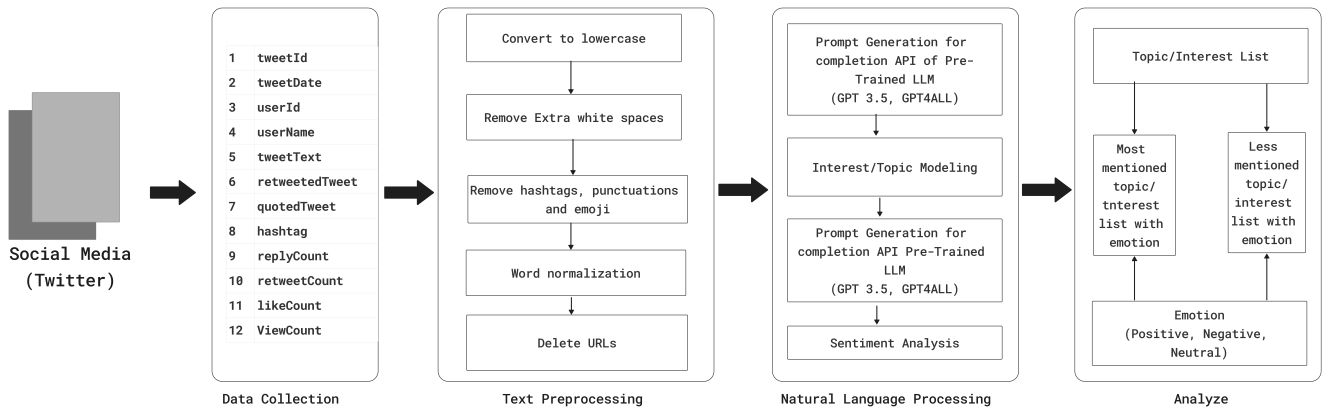 Social Media
(Twitter)
1 tweetId
2 tweetDate
3 userId
4 userName
5 tweetText
6 retweetedTweet
7 quotedTweet
8 hashtag
9 replyCount
10 retweetCount
11 likeCount
12 ViewCount
Data Collection
Convert to lowercase
Remove Extra white spaces
Remove hashtags, punctuations
and emoji
Word normalization
Delete URLs
Text Preprocessing
Prompt Generation for
completion API of Pre-
Trained LLM
(GPT 3.5, GPT4ALL)
Interest/Topic Modeling
Prompt Generation for
completion API Pre-Trained
LLM
(GPT 3.5, GPT4ALL)
Sentiment Analysis
Natural Language Processing
Topic/Interest List
Most
mentioned
topic/
tnterest
list with
emotion
Less
mentioned
topic/
interest
list with
emotion
Emotion
(Positive, Negative,
Neutral)
Analyze